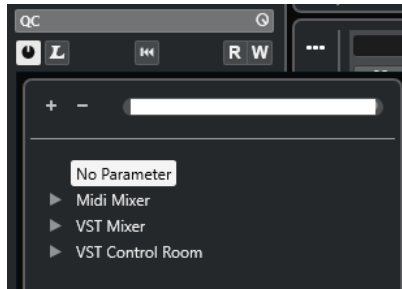 QC
L
R W
...
+ −
No Parameter
Midi Mixer
VST Mixer
VST Control Room